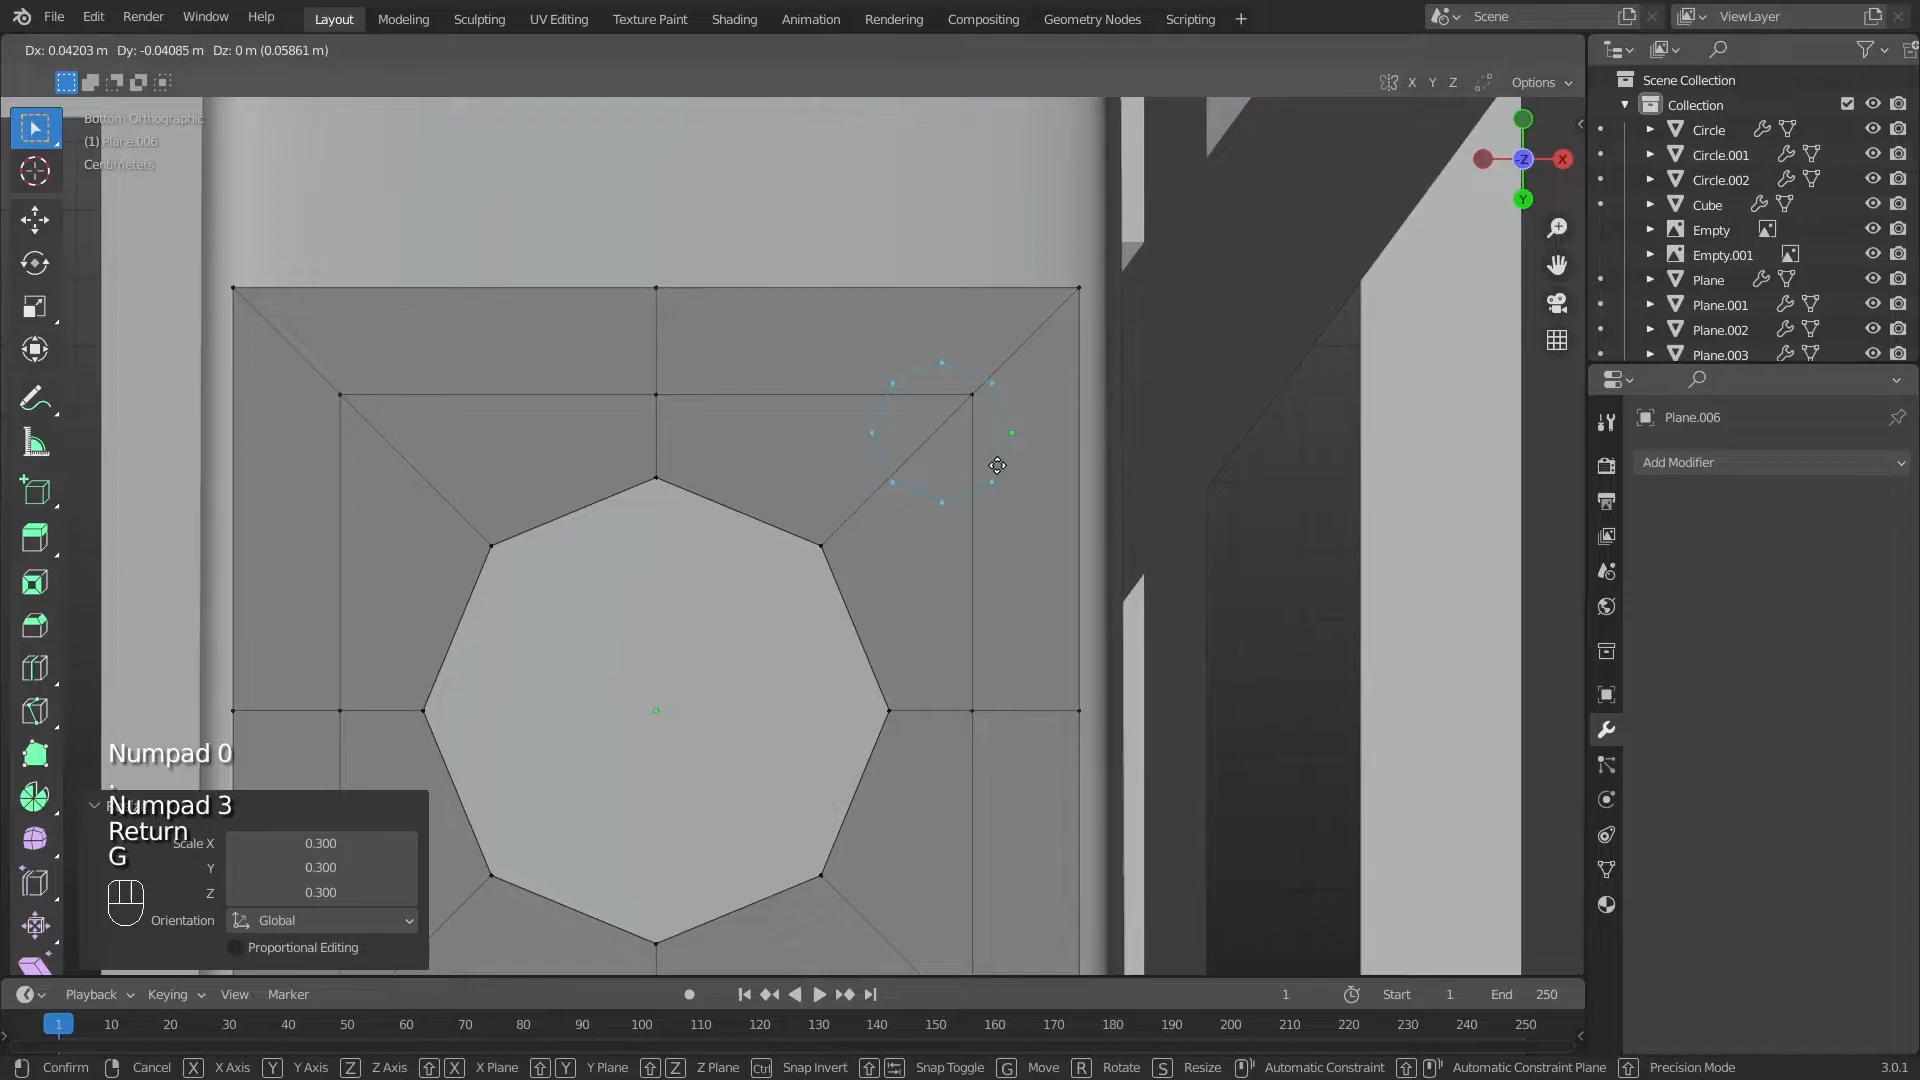 File Edit Render Window Help Layout Modeling Sculpting UV Editing Texture Paint Shading Animation Rendering Compositing Geometry Nodes Scripting + Scene ViewLayer
Dx: 0.04203 m Dy: -0.04085 m Dz: 0 m (0.05861 m)
X Y Z Options
Bottom Orthographic
(1) Plane.006
Centimeters
Scene Collection
Collection
Circle
Circle.001
Circle.002
Cube
Empty
Empty.001
Plane
Plane.001
Plane.002
Plane.003
-Z X
Y
Plane.006
Add Modifier
Numpad 0
.
Numpad 3
Return
G
Scale X 0.300
Y 0.300
Z 0.300
Orientation Global
Proportional Editing
Playback Keying View Marker 1 Start 1 End 250
1 10 20 30 40 50 60 70 80 90 100 110 120 130 140 150 160 170 180 190 200 210 220 230 240 250
Confirm Cancel X X Axis Y Y Axis Z Z Axis X X Plane Y Y Plane Z Z Plane Ctrl Snap Invert Snap Toggle G Move R Rotate S Resize Automatic Constraint Automatic Constraint Plane Precision Mode 3.0.1